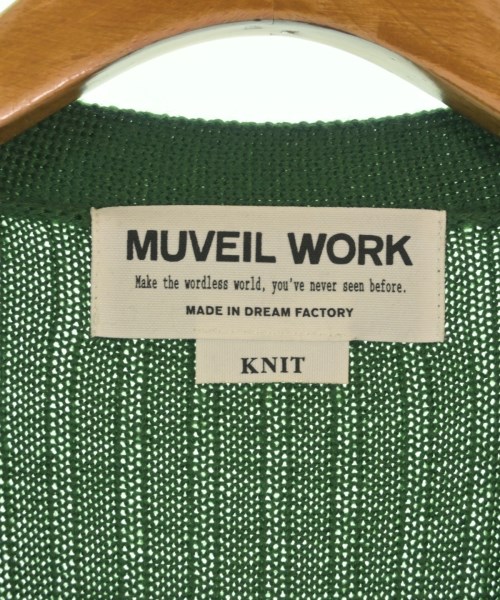 MUVEIL WORK
Make the wordless world, you've never seen before.
MADE IN DREAM FACTORY
KNIT